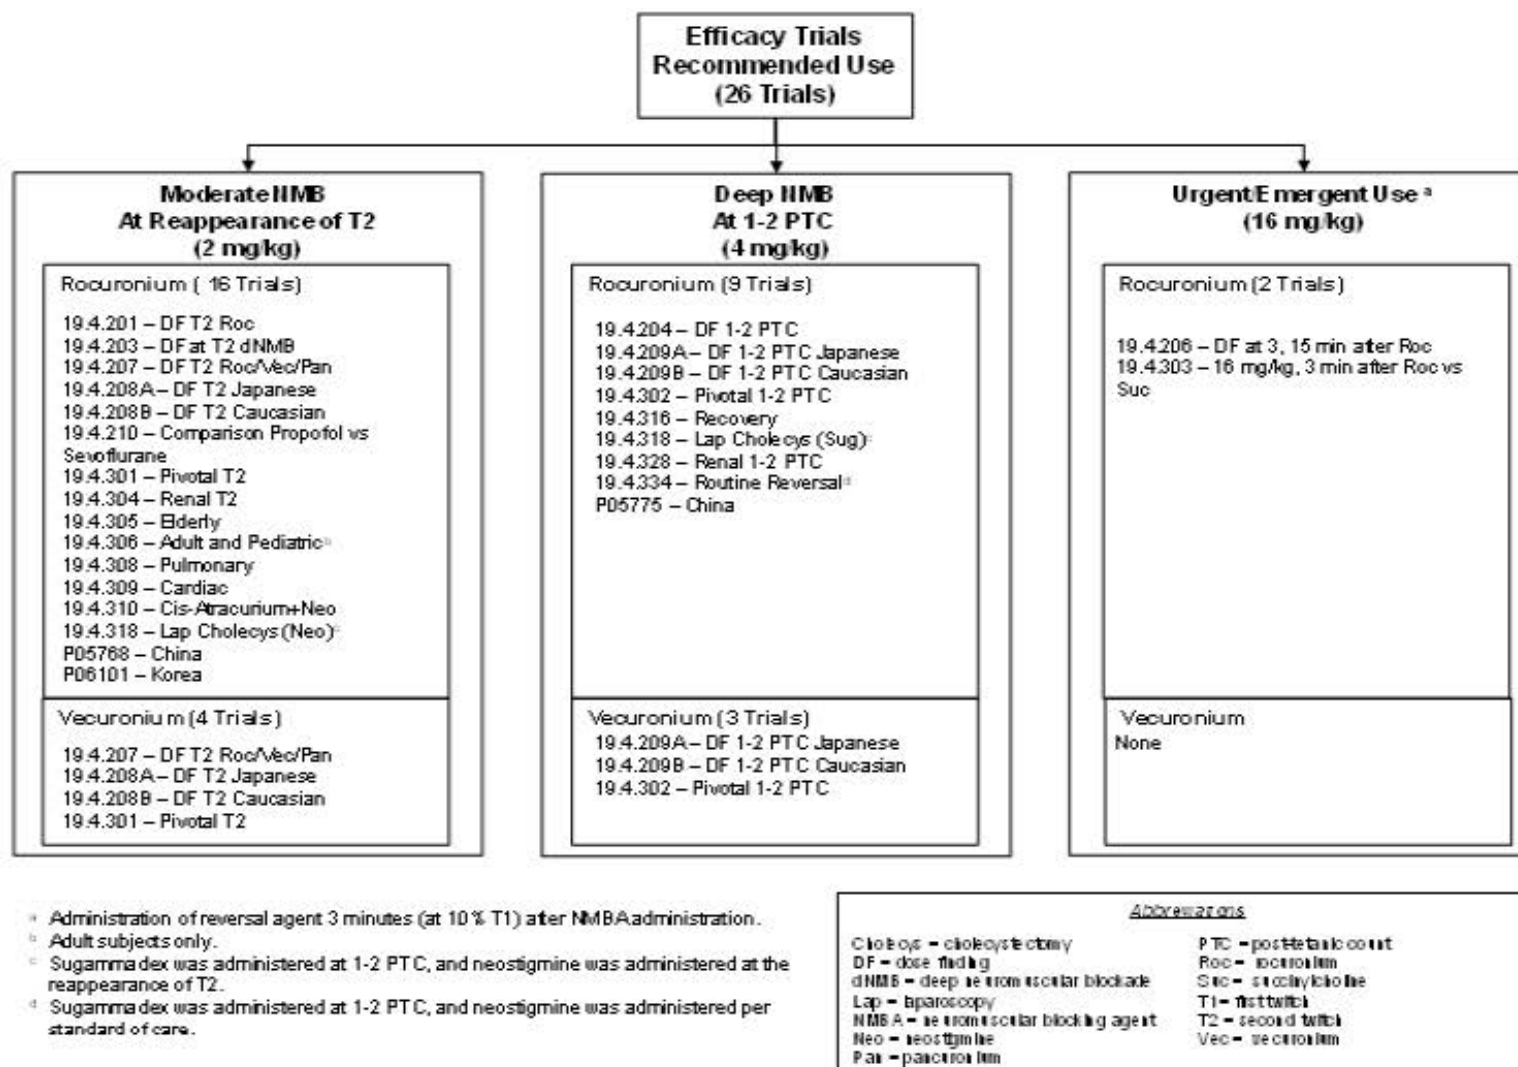 Efficacy Trials
Recommended Use
(26 Trials)
Moderate NMB
At Reappearance of T2
(2 mg/kg)
Rocuronium ( 16 Trials)
19.4.201 – DF T2 Roc
19.4.203 – DF at T2 dNMB
19.4.207 – DF T2 Roc/Vec/Pan
19.4.208A – DF T2 Japanese
19.4.208B – DF T2 Caucasian
19.4.210 – Comparison Propofol vs
Sevoflurane
19.4.301 – Pivotal T2
19.4.304 – Renal T2
19.4.305 – Elderly
19.4.306 – Adult and Pediatric b
19.4.308 – Pulmonary
19.4.309 – Cardiac
19.4.310 – Cis-Atracurium+Neo
19.4.318 – Lap Cholecys (Neo) c
P05768 – China
P06101 – Korea
Vecuronium (4 Trials)
19.4.207 – DF T2 Roc/Vec/Pan
19.4.208A – DF T2 Japanese
19.4.208B – DF T2 Caucasian
19.4.301 – Pivotal T2
Deep NMB
At 1-2 PTC
(4 mg/kg)
Rocuronium (9 Trials)
19.4.204 – DF 1-2 PTC
19.4.209A – DF 1-2 PTC Japanese
19.4.209B – DF 1-2 PTC Caucasian
19.4.302 – Pivotal 1-2 PTC
19.4.316 – Recovery
19.4.318 – Lap Cholecys (Sug) c
19.4.328 – Renal 1-2 PTC
19.4.334 – Routine Reversal d
P05775 – China
Vecuronium (3 Trials)
19.4.209A – DF 1-2 PTC Japanese
19.4.209B – DF 1-2 PTC Caucasian
19.4.302 – Pivotal 1-2 PTC
Urgent/Emergent Use a
(16 mg/kg)
Rocuronium (2 Trials)
19.4.206 – DF at 3, 15 min after Roc
19.4.303 – 16 mg/kg, 3 min after Roc vs
Suc
Vecuronium
None
a Administration of reversal agent 3 minutes (at 10% T1) after NMBA administration.
b Adult subjects only.
c Sugammadex was administered at 1-2 PTC, and neostigmine was administered at the
reappearance of T2.
d Sugammadex was administered at 1-2 PTC, and neostigmine was administered per
standard of care.
Abbreviations
Cholecys = cholecystectomy
DF = dose finding
dNMB = deep neuromuscular blockade
Lap = laparoscopy
NMBA = neuromuscular blocking agent
Neo = neostigmine
Pan = pancuronium
PTC = post-tetanic count
Roc = rocuronium
Suc = succinylcholine
T1 = first twitch
T2 = second twitch
Vec = vecuronium